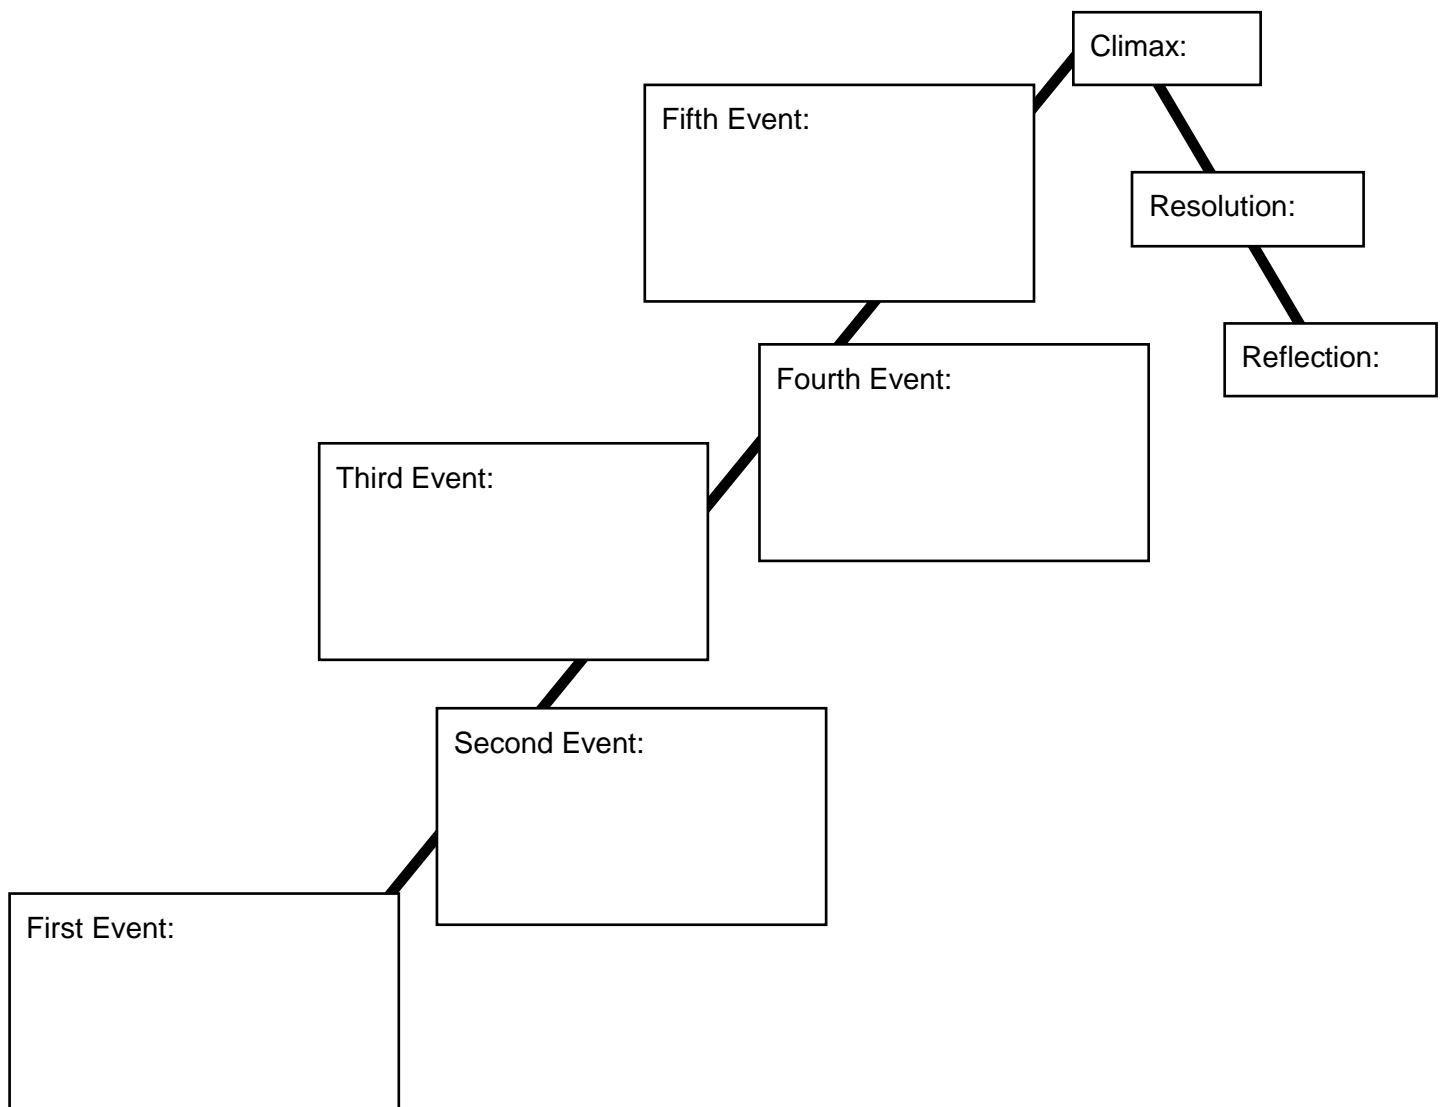 Climax:
Fifth Event:
Resolution:
Reflection:
Fourth Event:
Third Event:
Second Event:
First Event: